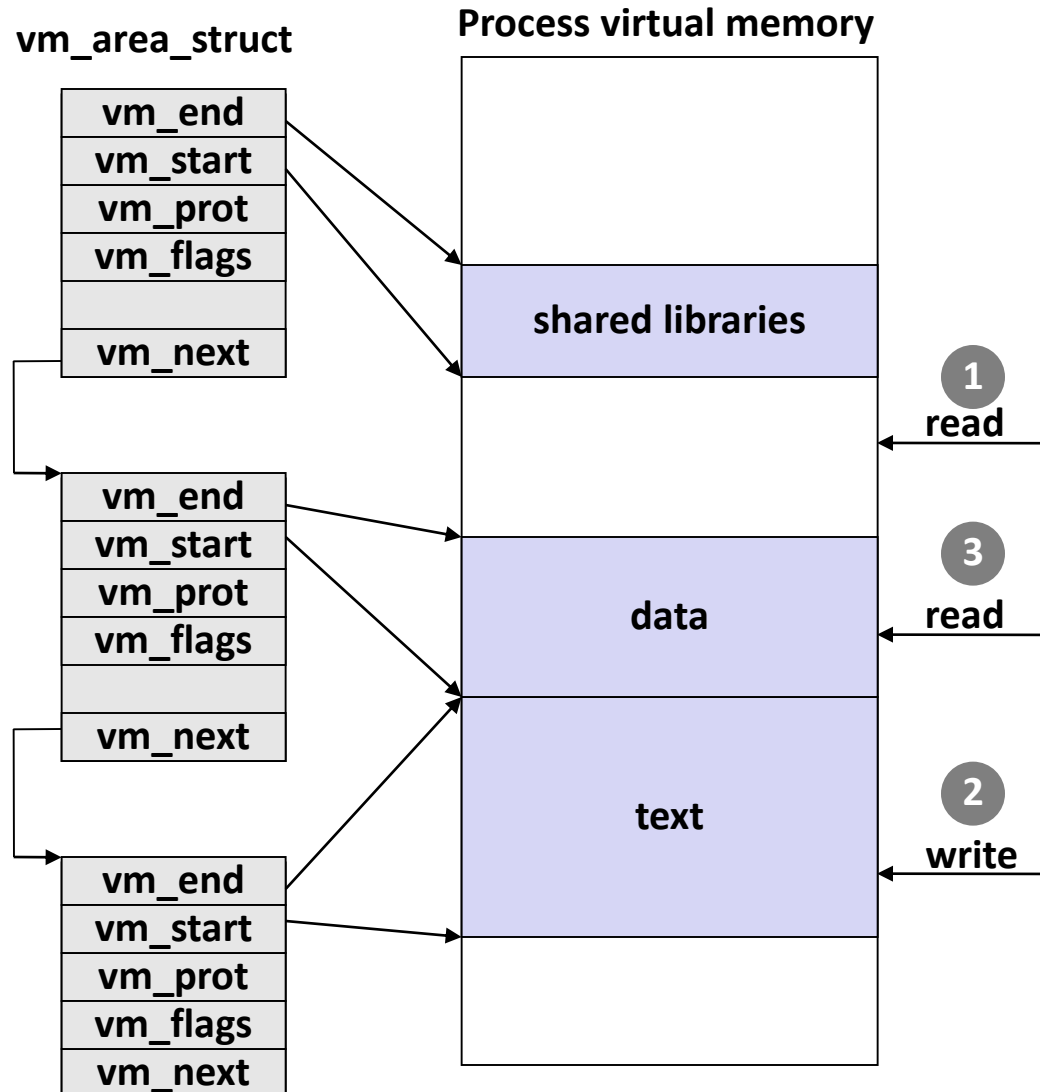 Process virtual memory
vm_area_struct
vm_end
vm_start
vm_prot
vm_flags
vm_next
shared libraries
1
read
vm_end
vm_start
vm_prot
vm_flags
vm_next
data
3
read
text
2
write
vm_end
vm_start
vm_prot
vm_flags
vm_next